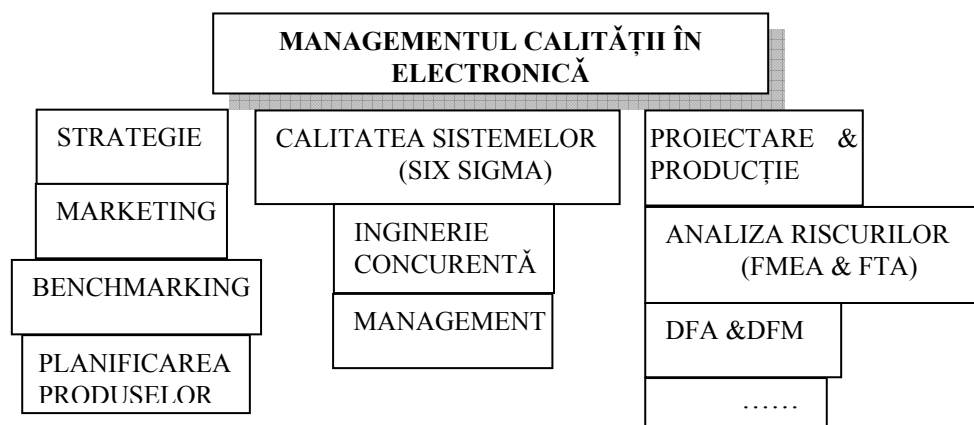 MANAGEMENTUL CALITĂȚII ÎN
ELECTRONICĂ
STRATEGIE
MARKETING
BENCHMARKING
PLANIFICAREA
PRODUSELOR
CALITATEA SISTEMELOR
(SIX SIGMA)
INGINERIE
CONCURENTĂ
MANAGEMENT
PROIECTARE &
PRODUCȚIE
ANALIZA RISCURILOR
(FMEA & FTA)
DFA &DFM
……